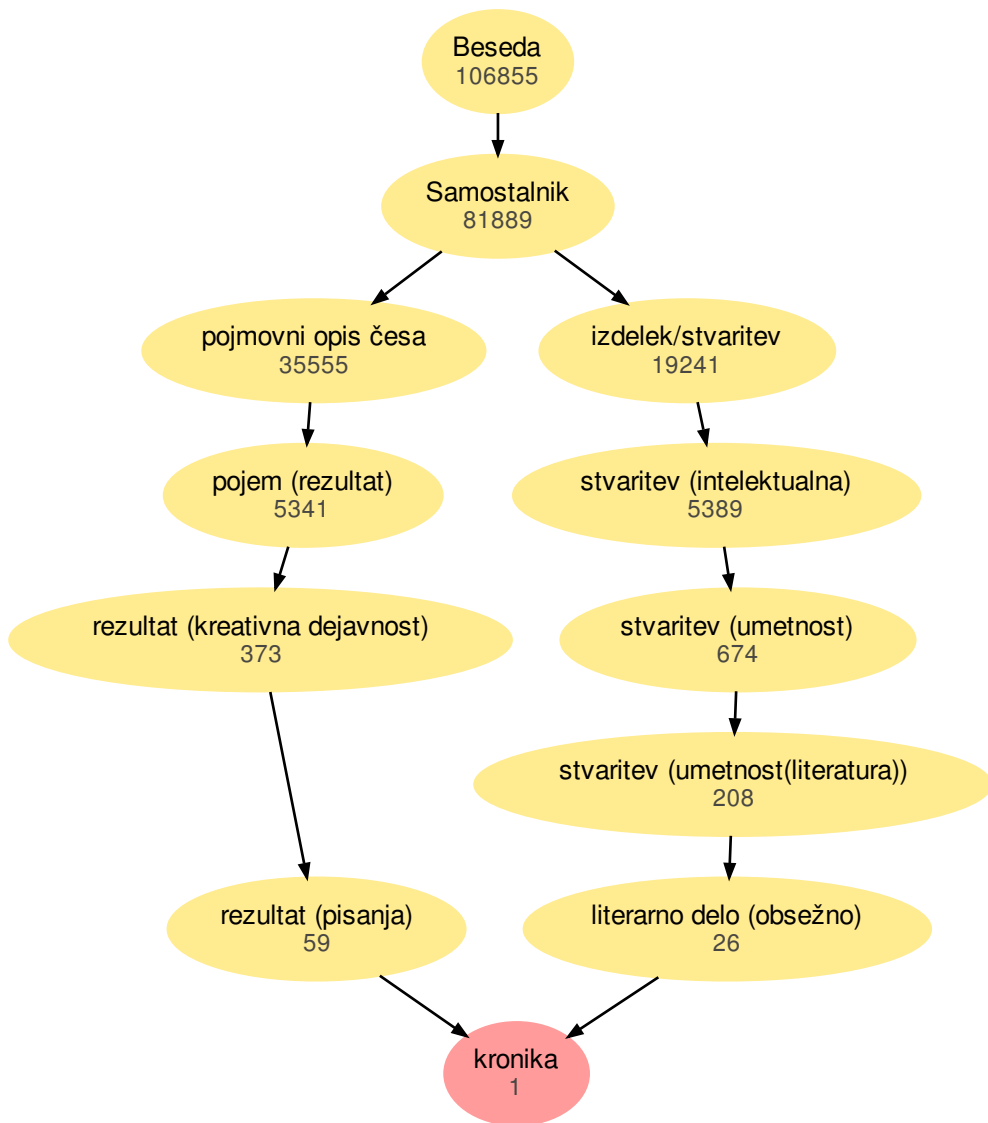 Beseda
106855
Samostalnik
81889
pojmovni opis česa
35555
izdelek/stvaritev
19241
pojem (rezultat)
5341
stvaritev (intelektualna)
5389
rezultat (kreativna dejavnost)
373
stvaritev (umetnost)
674
stvaritev (umetnost(literatura))
208
rezultat (pisanja)
59
literarno delo (obsežno)
26
kronika
1